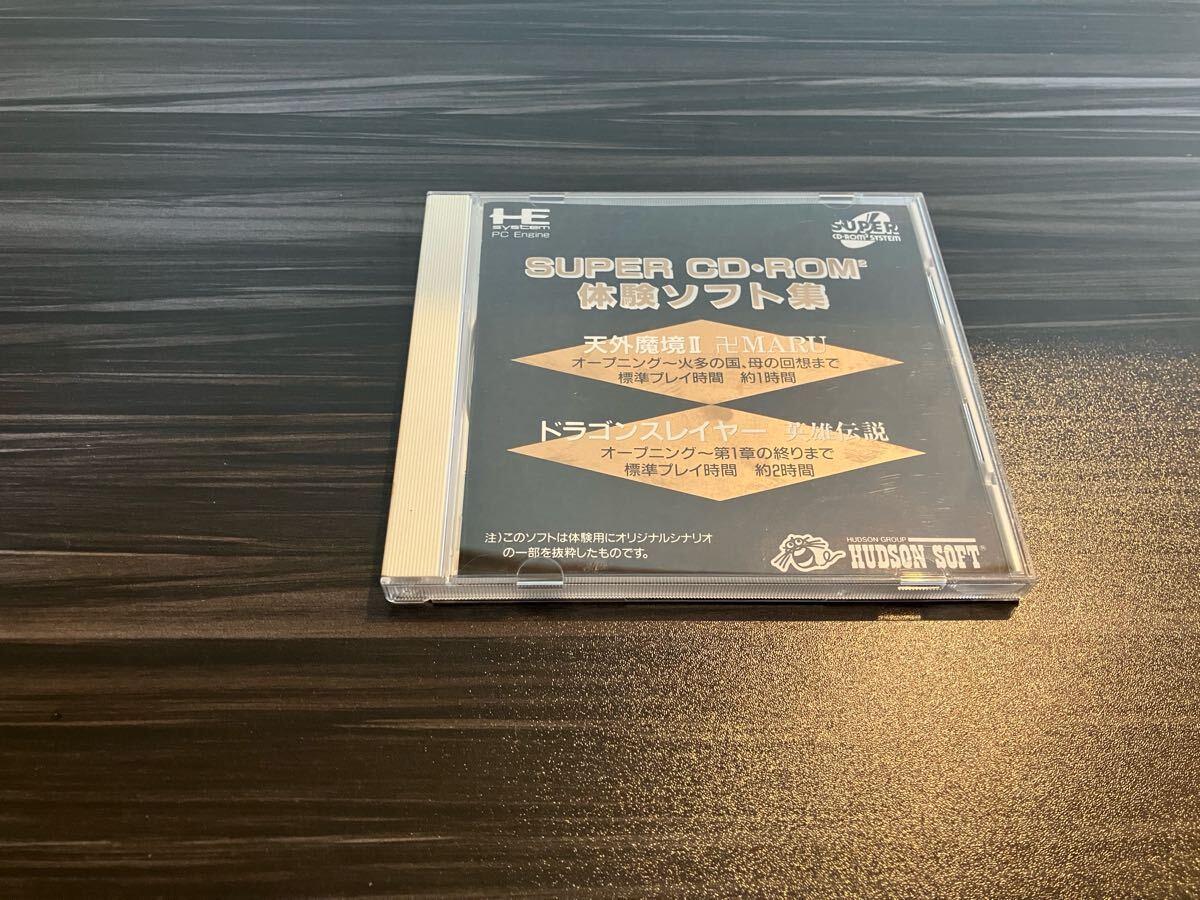 HE
system
PC Engine
SUPER
CD-ROM² SYSTEM
SUPER CD・ROM²
体験ソフト集
天外魔境II 卍MARU
オープニング〜火多の国、母の回想まで
標準プレイ時間 約1時間
ドラゴンスレイヤー 英雄伝説
オープニング〜第1章の終りまで
標準プレイ時間 約2時間
注)このソフトは体験用にオリジナルシナリオ
の一部を抜粋したものです。
HUDSON GROUP
HUDSON SOFT®